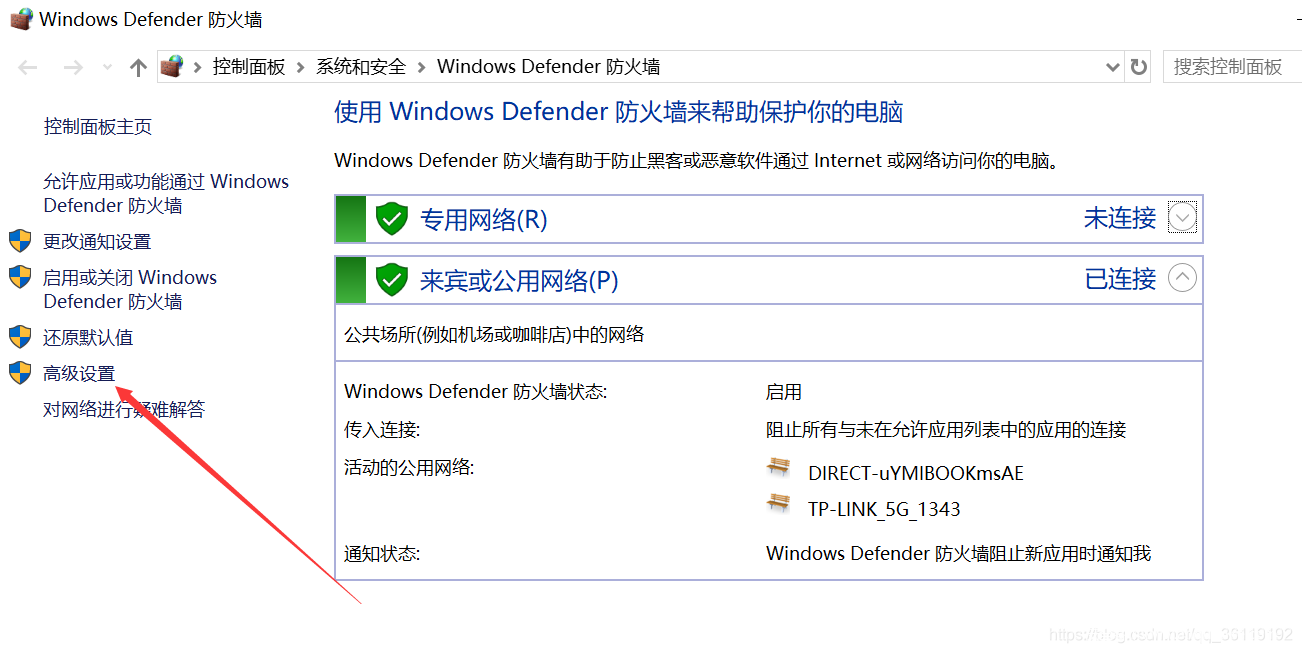 Windows Defender 防火墙
控制面板 系统和安全 Windows Defender 防火墙
搜索控制面板
控制面板主页
允许应用或功能通过 Windows
Defender 防火墙
更改通知设置
启用或关闭 Windows
Defender 防火墙
还原默认值
高级设置
对网络进行疑难解答
使用 Windows Defender 防火墙来帮助保护你的电脑
Windows Defender 防火墙有助于防止黑客或恶意软件通过 Internet 或网络访问你的电脑。
专用网络(R) 未连接
来宾或公用网络(P) 已连接
公共场所(例如机场或咖啡店)中的网络
Windows Defender 防火墙状态: 启用
传入连接: 阻止所有与未在允许应用列表中的应用的连接
活动的公用网络: DIRECT-uYMIBOOKmsAE
TP-LINK_5G_1343
通知状态: Windows Defender 防火墙阻止新应用时通知我
https://blog.csdn.net/qq_36119192